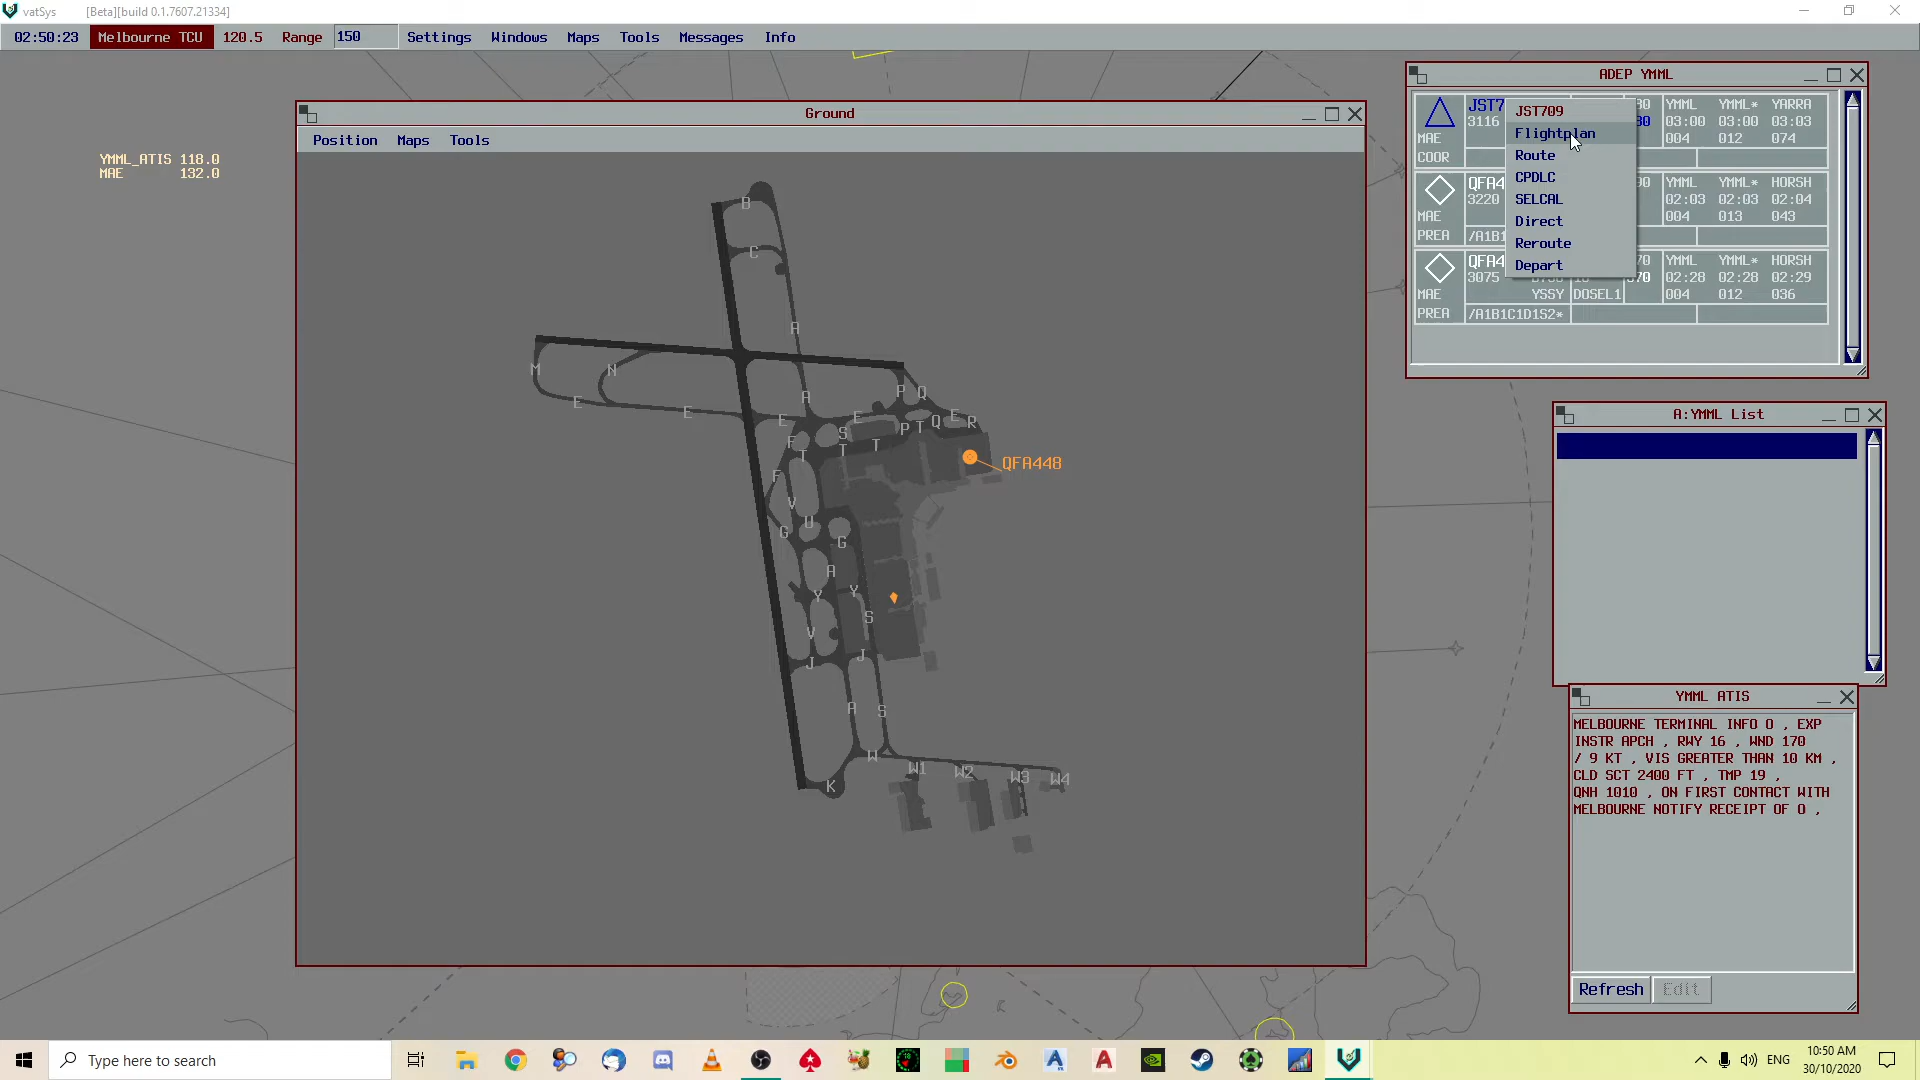 vatSys [Beta][build 0.1.7607.21334]
02:50:23 Melbourne TCU 120.5 Range 150 Settings Windows Maps Tools Messages Info
YMML_ATIS 118.0
MAE 132.0
Ground
Position Maps Tools
B
C
A
M N
E E
A P Q
E F E S T T P T Q Q E R
F T
QFA448
V U
G G
A
Y Y
S
V
J J
A S
W
K W1 W2 W3 W4
ADEP YMML
JST7
3116
MAE
COOR
YMML YMML* YARRA
03:00 03:00 03:03
004 012 074
JST709
Flightplan
Route
CPDLC
SELCAL
Direct
Reroute
Depart
QFA4
3220
MAE
PREA /A1B1
YMML YMML* HORSH
02:03 02:03 02:04
004 013 043
QFA4
3075
MAE YSSY DOSEL1
PREA /A1B1C1D1S2*
YMML YMML* HORSH
02:28 02:28 02:29
004 012 036
A:YMML List
YMML ATIS
MELBOURNE TERMINAL INFO O , EXP
INSTR APCH , RWY 16 , WND 170
/ 9 KT , VIS GREATER THAN 10 KM ,
CLD SCT 2400 FT , TMP 19 ,
QNH 1010 , ON FIRST CONTACT WITH
MELBOURNE NOTIFY RECEIPT OF O ,
Refresh Edit
Type here to search
ENG
10:50 AM
30/10/2020